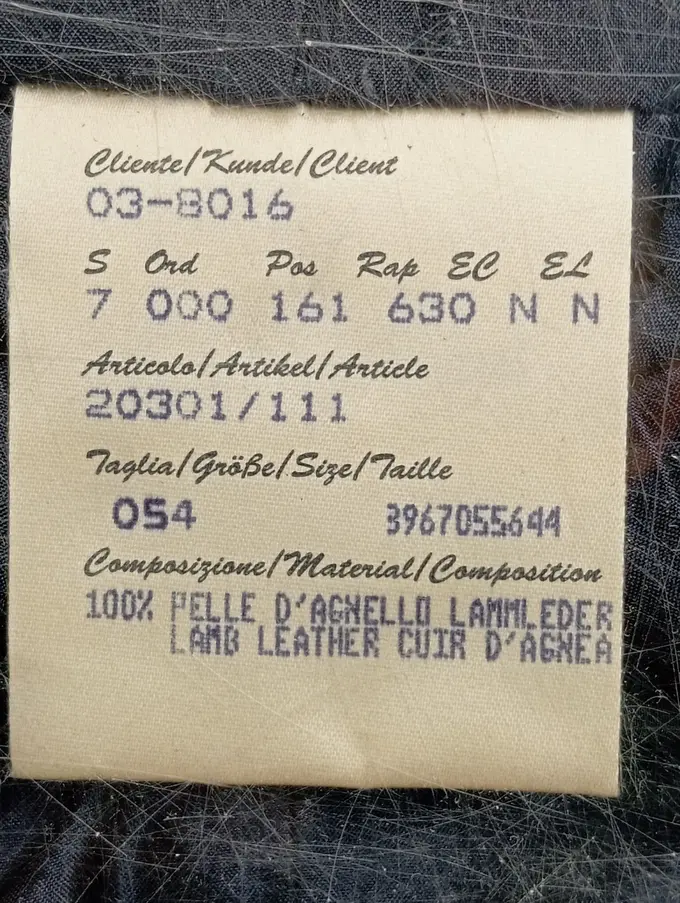 Cliente/Kunde/Client
03-8016
S Ord Pos Rap EC EL
7 000 161 630 N N
Articolo/Artikel/Article
20301/111
Taglia/Größe/Size/Taille
054 3967055644
Composizione/Material/Composition
100% PELLE D'AGNELLO LAMMLEDER
LAMB LEATHER CUIR D'AGNEA